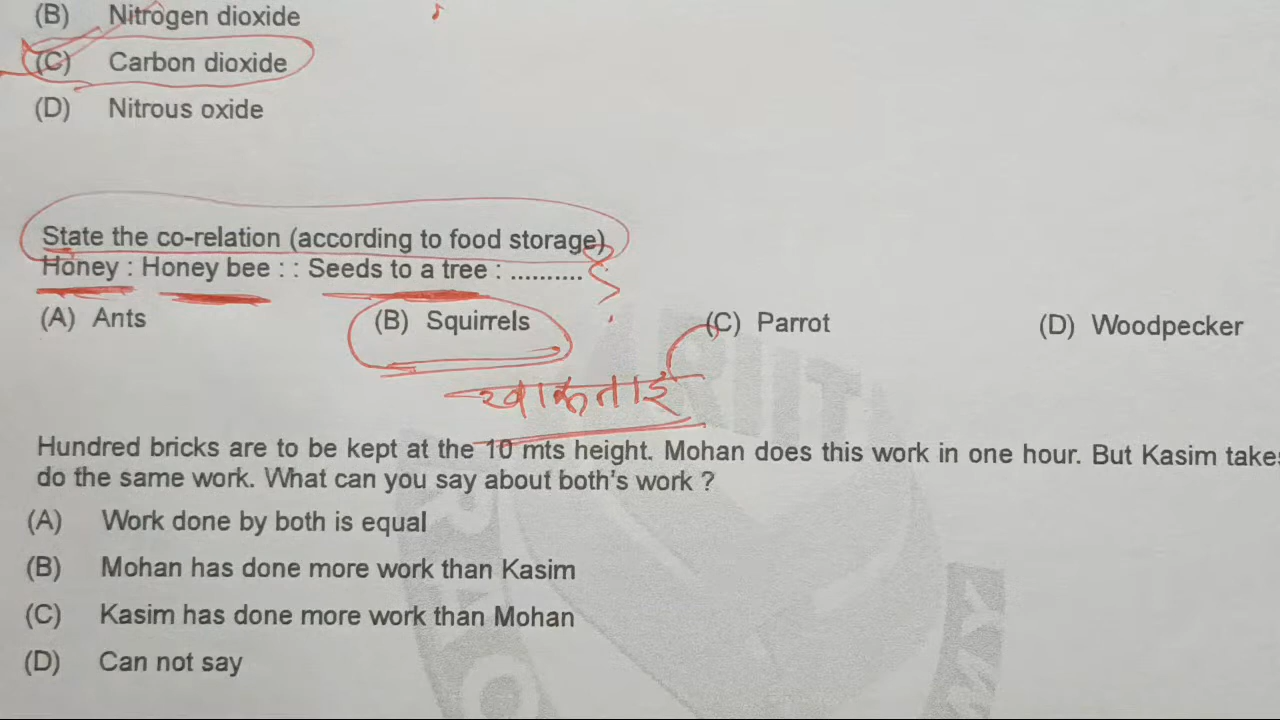 (B) Nitrogen dioxide
(C) Carbon dioxide
(D) Nitrous oxide
State the co-relation (according to food storage)
Honey : Honey bee : : Seeds to a tree : ..........
(A) Ants (B) Squirrels (C) Parrot (D) Woodpecker
Hundred bricks are to be kept at the 10 mts height. Mohan does this work in one hour. But Kasim takes
do the same work. What can you say about both's work ?
(A) Work done by both is equal
(B) Mohan has done more work than Kasim
(C) Kasim has done more work than Mohan
(D) Can not say